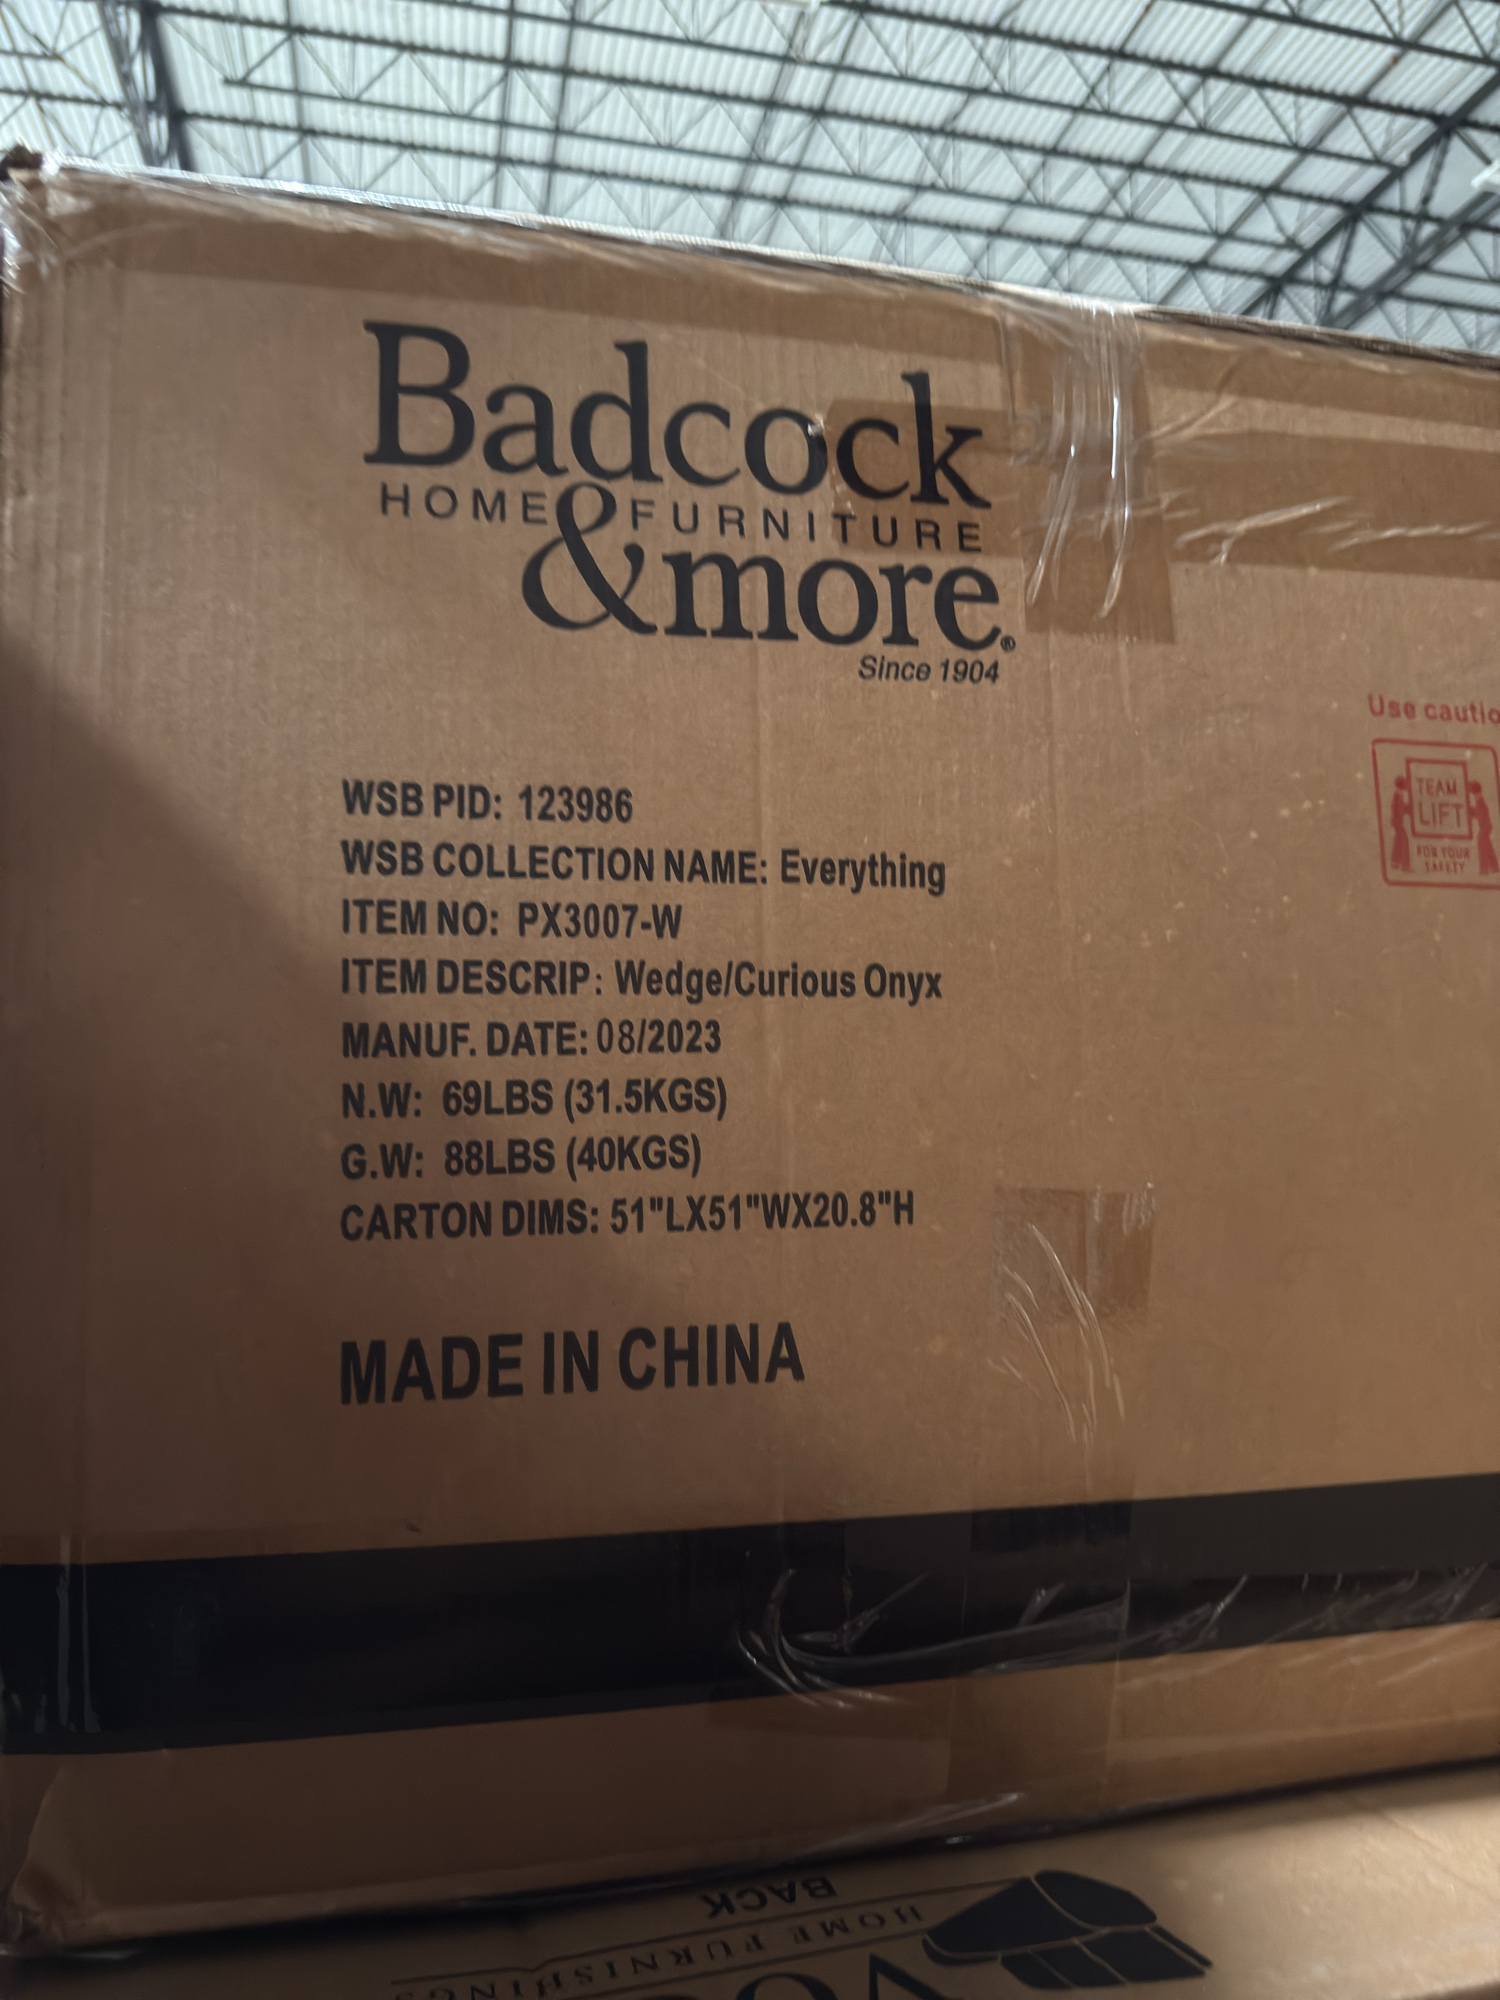 Badcock
HOME FURNITURE
&more®
Since 1904
Use
TEAM
LIFT
FOR YOUR
SAFETY
WSB PID: 123986
WSB COLLECTION NAME: Everything
ITEM NO: PX3007-W
ITEM DESCRIP: Wedge/Curious Onyx
MANUF. DATE: 08/2023
N.W: 69LBS (31.5KGS)
G.W: 88LBS (40KGS)
CARTON DIMS: 51"LX51"WX20.8"H
MADE IN CHINA
BACK
HOME FURNISHINGS